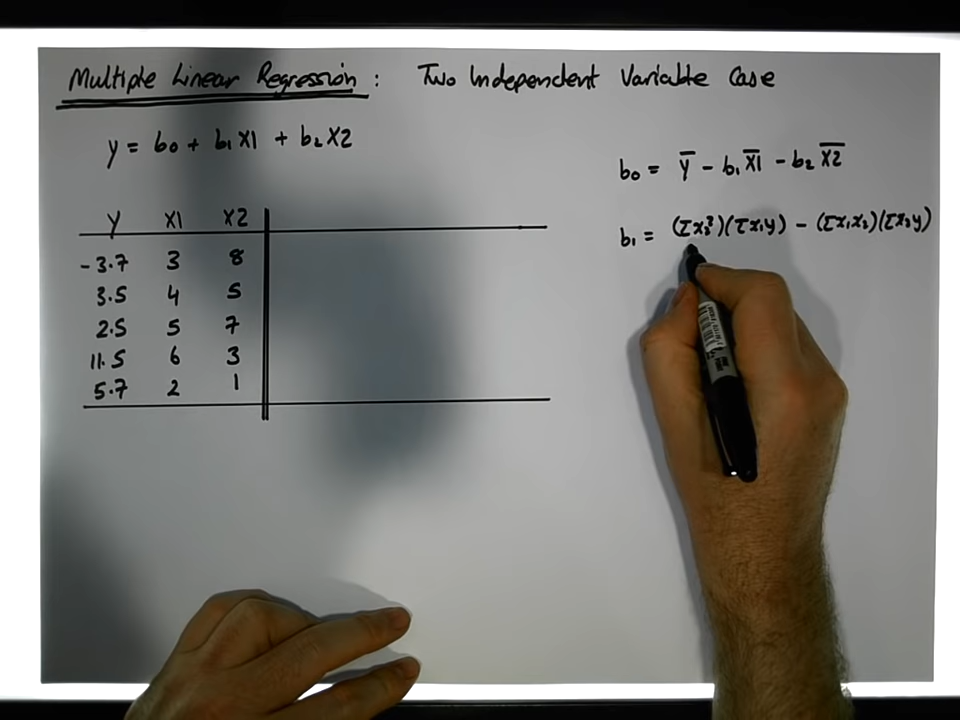 Multiple Linear Regression : Two Independent Variable Case
y = b0 + b1X1 + b2X2
b0 = Y̅ - b1 X̅1̅ - b2 X̅2̅
Y X1 X2
b1 = (Σx₂²)(Σx₁y) - (Σx₁x₂)(Σx₂y)
-3.7 3 8
3.5 4 5
2.5 5 7
11.5 6 3
5.7 2 1